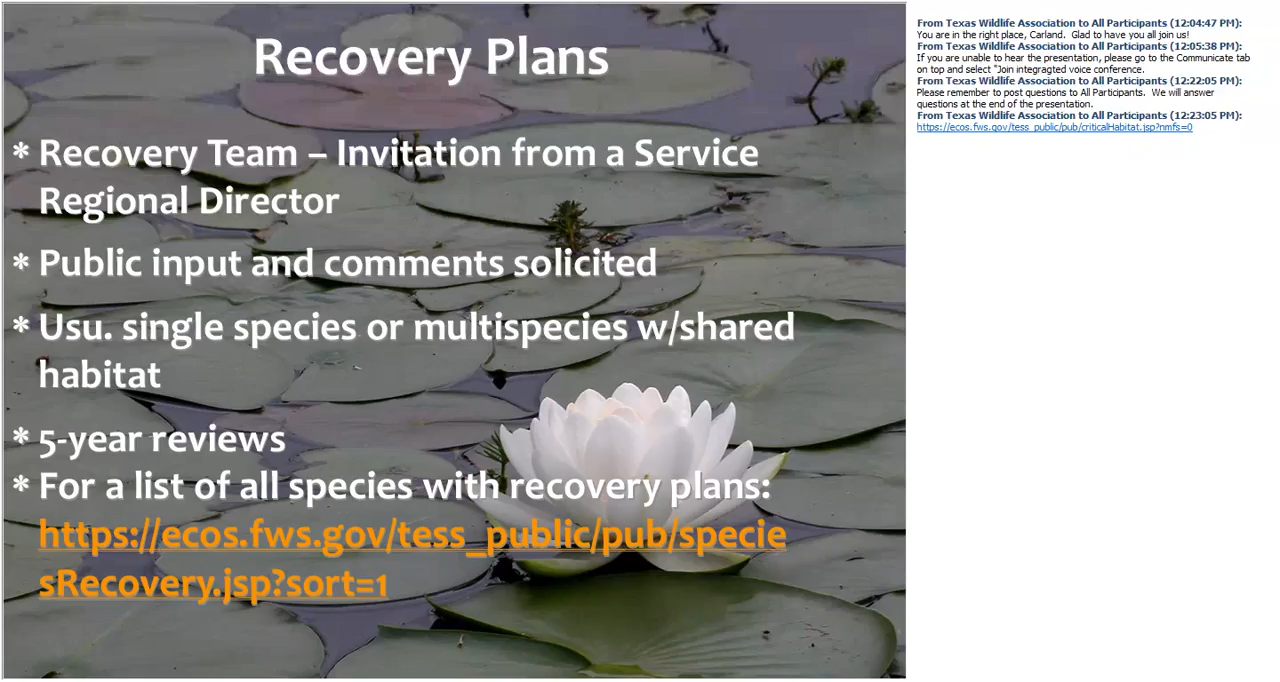 Recovery Plans
* Recovery Team – Invitation from a Service
Regional Director
* Public input and comments solicited
* Usu. single species or multispecies w/shared
habitat
* 5-year reviews
* For a list of all species with recovery plans:
https://ecos.fws.gov/tess_public/pub/specie
sRecovery.jsp?sort=1
From Texas Wildlife Association to All Participants (12:04:47 PM):
You are in the right place, Carland.  Glad to have you all join us!
From Texas Wildlife Association to All Participants (12:05:38 PM):
If you are unable to hear the presentation, please go to the Communicate tab
on top and select "Join integragted voice conference.
From Texas Wildlife Association to All Participants (12:22:05 PM):
Please remember to post questions to All Participants.  We will answer
questions at the end of the presentation.
From Texas Wildlife Association to All Participants (12:23:05 PM):
https://ecos.fws.gov/tess_public/pub/criticalHabitat.jsp?nmfs=0